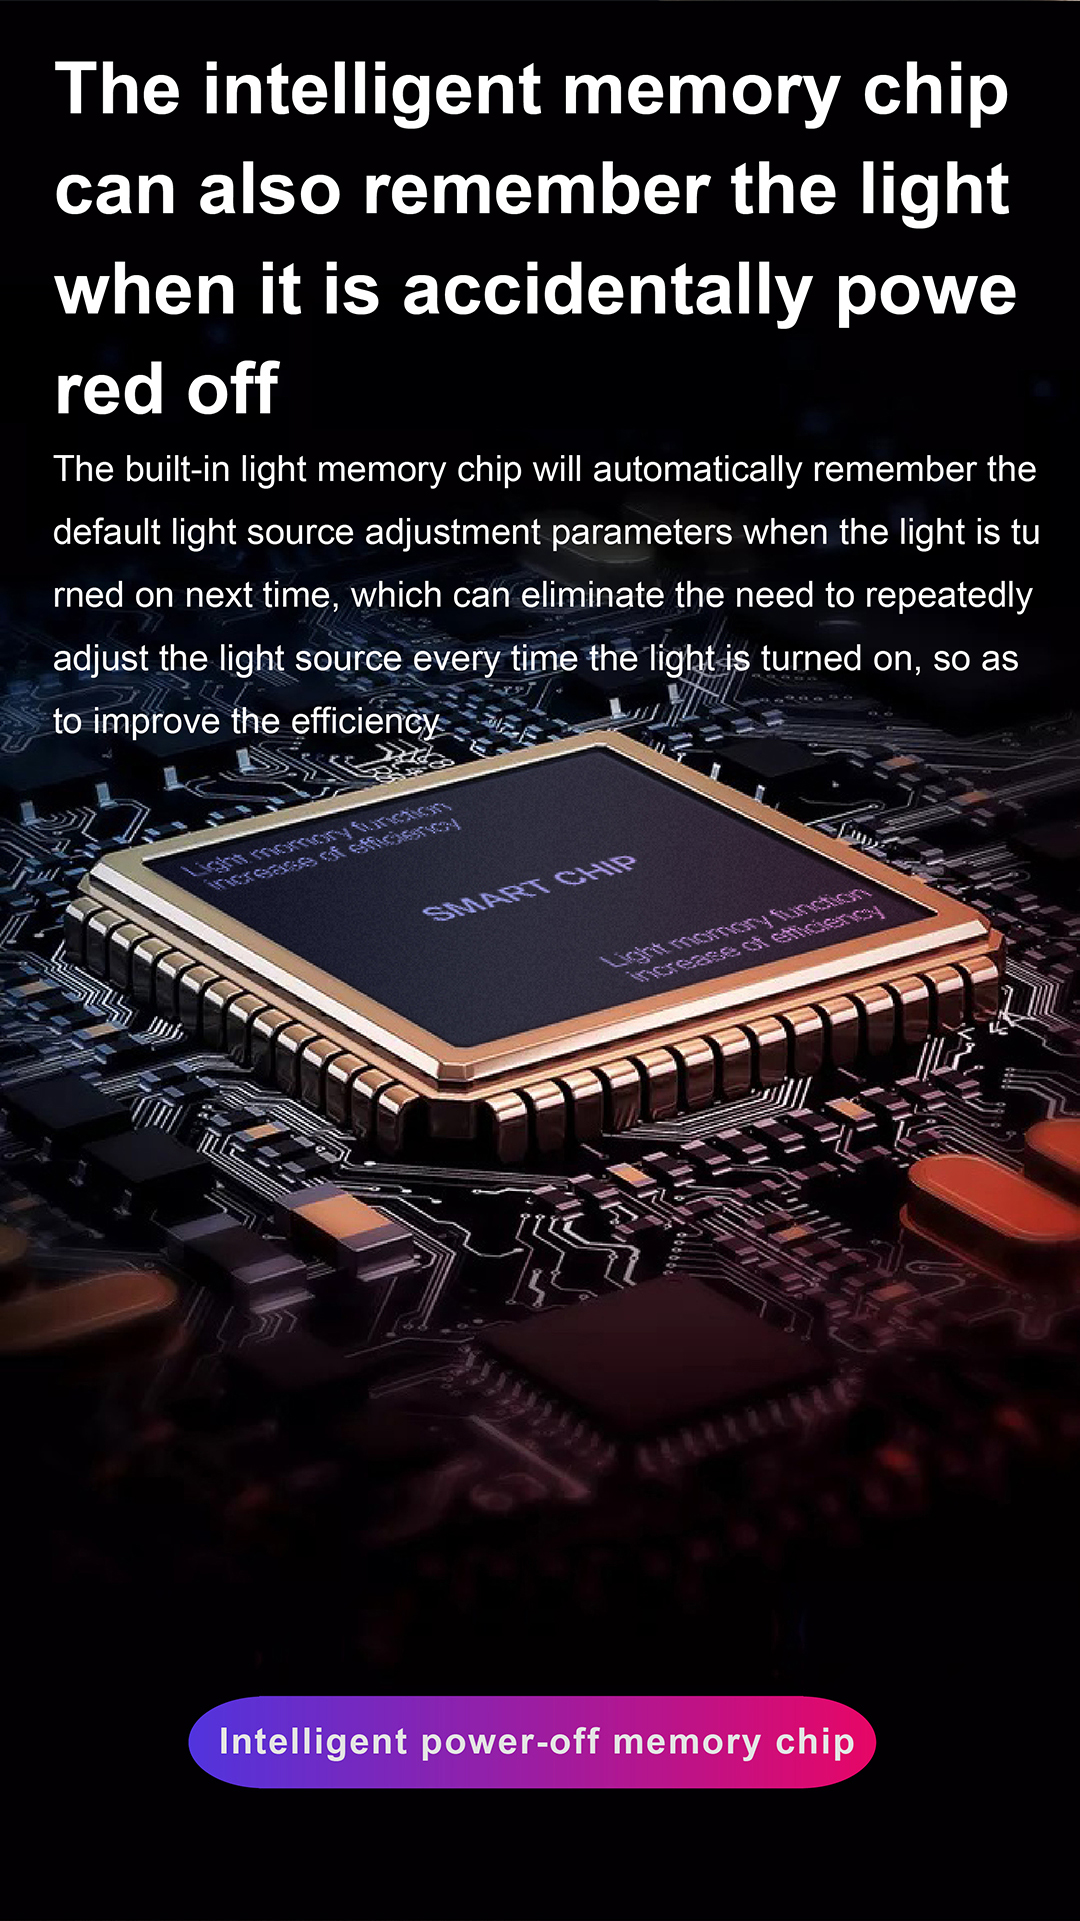 The intelligent memory chip
can also remember the light
when it is accidentally powe
red off
The built-in light memory chip will automatically remember the
default light source adjustment parameters when the light is tu
rned on next time, which can eliminate the need to repeatedly
adjust the light source every time the light is turned on, so as
to improve the efficiency
Light momory function
increase of efficiency
SMART CHIP
Light momory function
increase of efficiency
Intelligent power-off memory chip